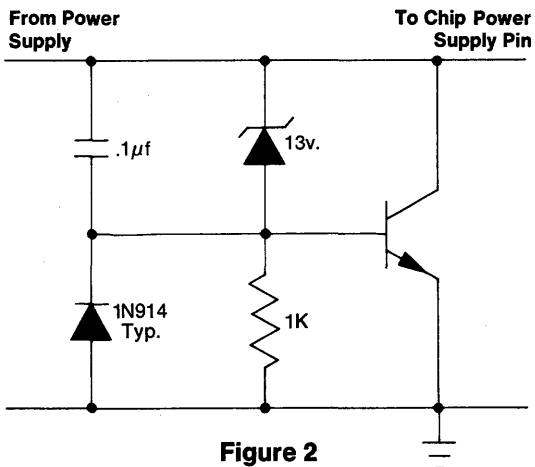 From Power
Supply
To Chip Power
Supply Pin
.1µf
13v.
1N914
Typ.
1K
Figure 2